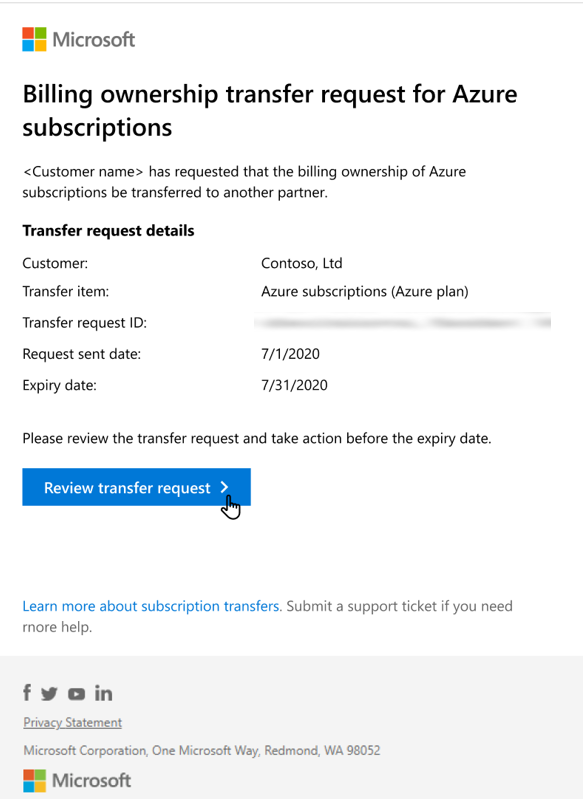 Microsoft
Billing ownership transfer request for Azure
subscriptions
<Customer name> has requested that the billing ownership of Azure
subscriptions be transferred to another partner.
Transfer request details
Customer: Contoso, Ltd
Transfer item: Azure subscriptions (Azure plan)
Transfer request ID:
Request sent date: 7/1/2020
Expiry date: 7/31/2020
Please review the transfer request and take action before the expiry date.
Review transfer request
Learn more about subscription transfers. Submit a support ticket if you need
rnore help.
Privacy Statement
Microsoft Corporation, One Microsoft Way, Redmond, WA 98052
Microsoft